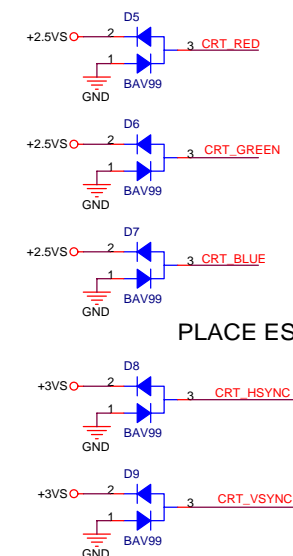 D5
+2.5VS 2
3 CRT_RED
1
BAV99
GND
D6
+2.5VS 2
3 CRT_GREEN
1
BAV99
GND
D7
+2.5VS 2
3 CRT_BLUE
1
BAV99
GND
PLACE ES
D8
+3VS 2
3 CRT_HSYNC
1
BAV99
GND
D9
+3VS 2
3 CRT_VSYNC
1
BAV99
GND